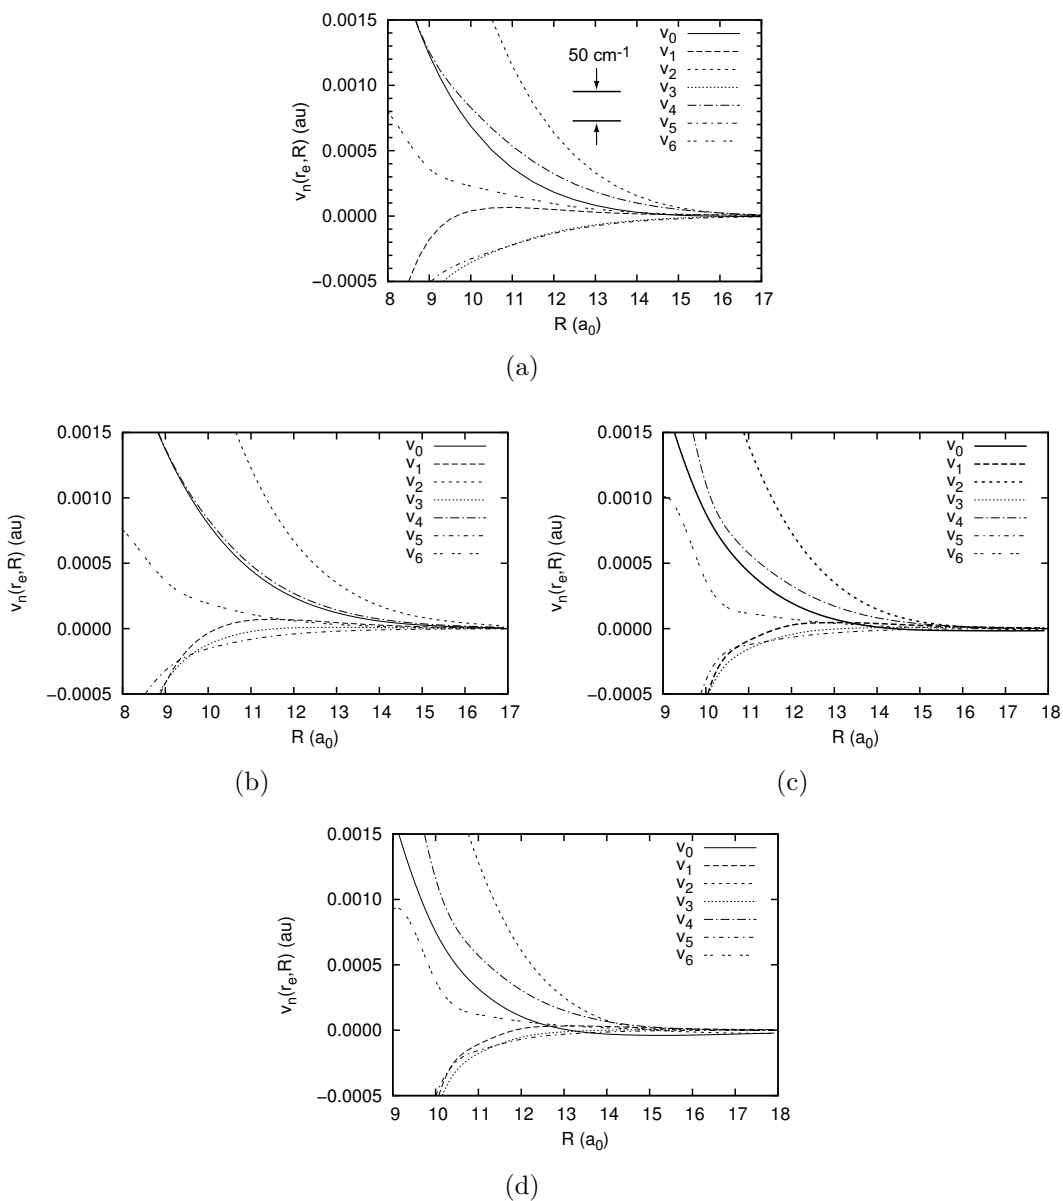 0.0015
0.0010
0.0005
0.0000
−0.0005
v_n(r_e,R) (au)
50 cm⁻¹
v_0
v_1
v_2
v_3
v_4
v_5
v_6
8 9 10 11 12 13 14 15 16 17
R (a_0)
(a)
0.0015
0.0010
0.0005
0.0000
−0.0005
v_n(r_e,R) (au)
v_0
v_1
v_2
v_3
v_4
v_5
v_6
8 9 10 11 12 13 14 15 16 17
R (a_0)
(b)
0.0015
0.0010
0.0005
0.0000
−0.0005
v_n(r_e,R) (au)
v_0
v_1
v_2
v_3
v_4
v_5
v_6
9 10 11 12 13 14 15 16 17 18
R (a_0)
(c)
0.0015
0.0010
0.0005
0.0000
−0.0005
v_n(r_e,R) (au)
v_0
v_1
v_2
v_3
v_4
v_5
v_6
9 10 11 12 13 14 15 16 17 18
R (a_0)
(d)